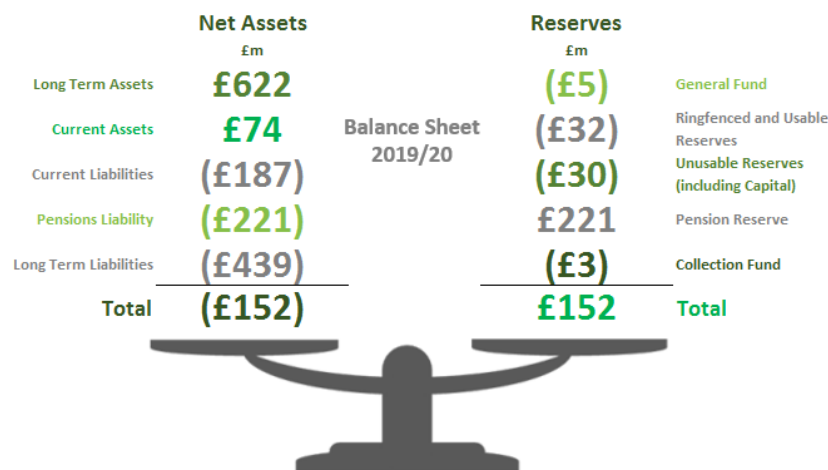 Net Assets Reserves
£m £m
Long Term Assets £622 (£5) General Fund
Current Assets £74 Balance Sheet 2019/20 (£32) Ringfenced and Usable Reserves
Current Liabilities (£187) (£30) Unusable Reserves (including Capital)
Pensions Liability (£221) £221 Pension Reserve
Long Term Liabilities (£439) (£3) Collection Fund
Total (£152) £152 Total